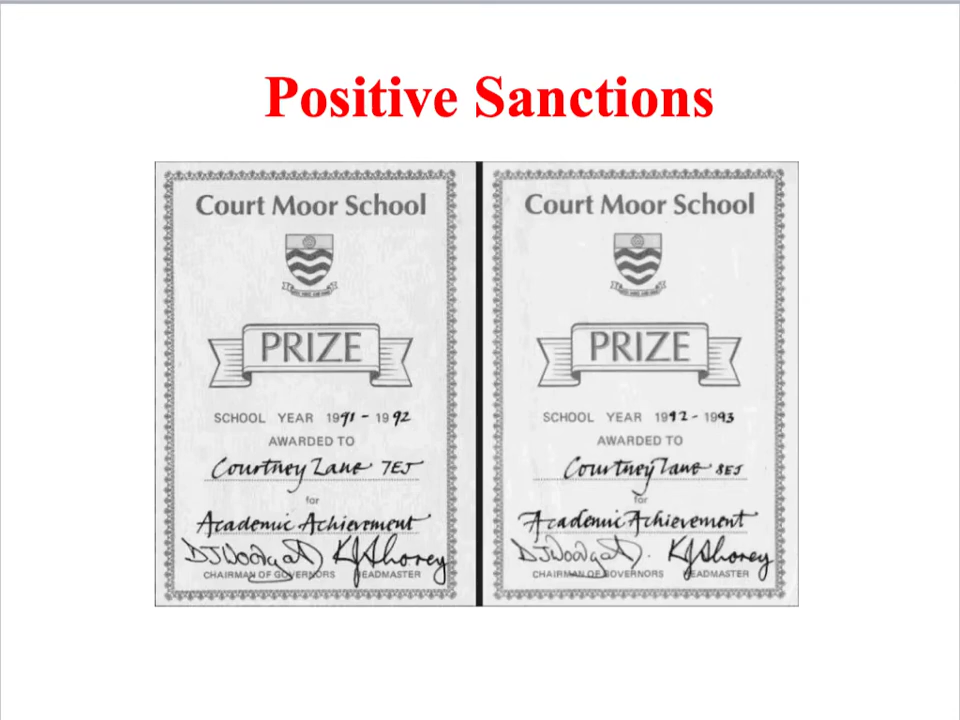 Positive Sanctions
Court Moor School
PRIZE
SCHOOL YEAR 1991 - 1992
AWARDED TO
Courtney Lane 7EJ
for
Academic Achievement
CHAIRMAN OF GOVERNORS HEADMASTER
Court Moor School
PRIZE
SCHOOL YEAR 1992 - 1993
AWARDED TO
Courtney Lane 8EJ
for
Academic Achievement
CHAIRMAN OF GOVERNORS HEADMASTER